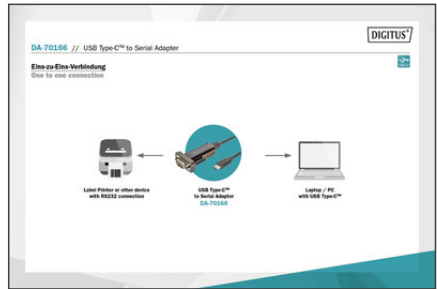 DIGITUS®
DA-70166 // USB Type-C™ to Serial Adapter
Eins-zu-Eins-Verbindung
One to one connection
Label Printer or other device
with RS232 connection
USB Type-C™
to Serial Adapter
DA-70166
Laptop / PC
with USB Type-C™